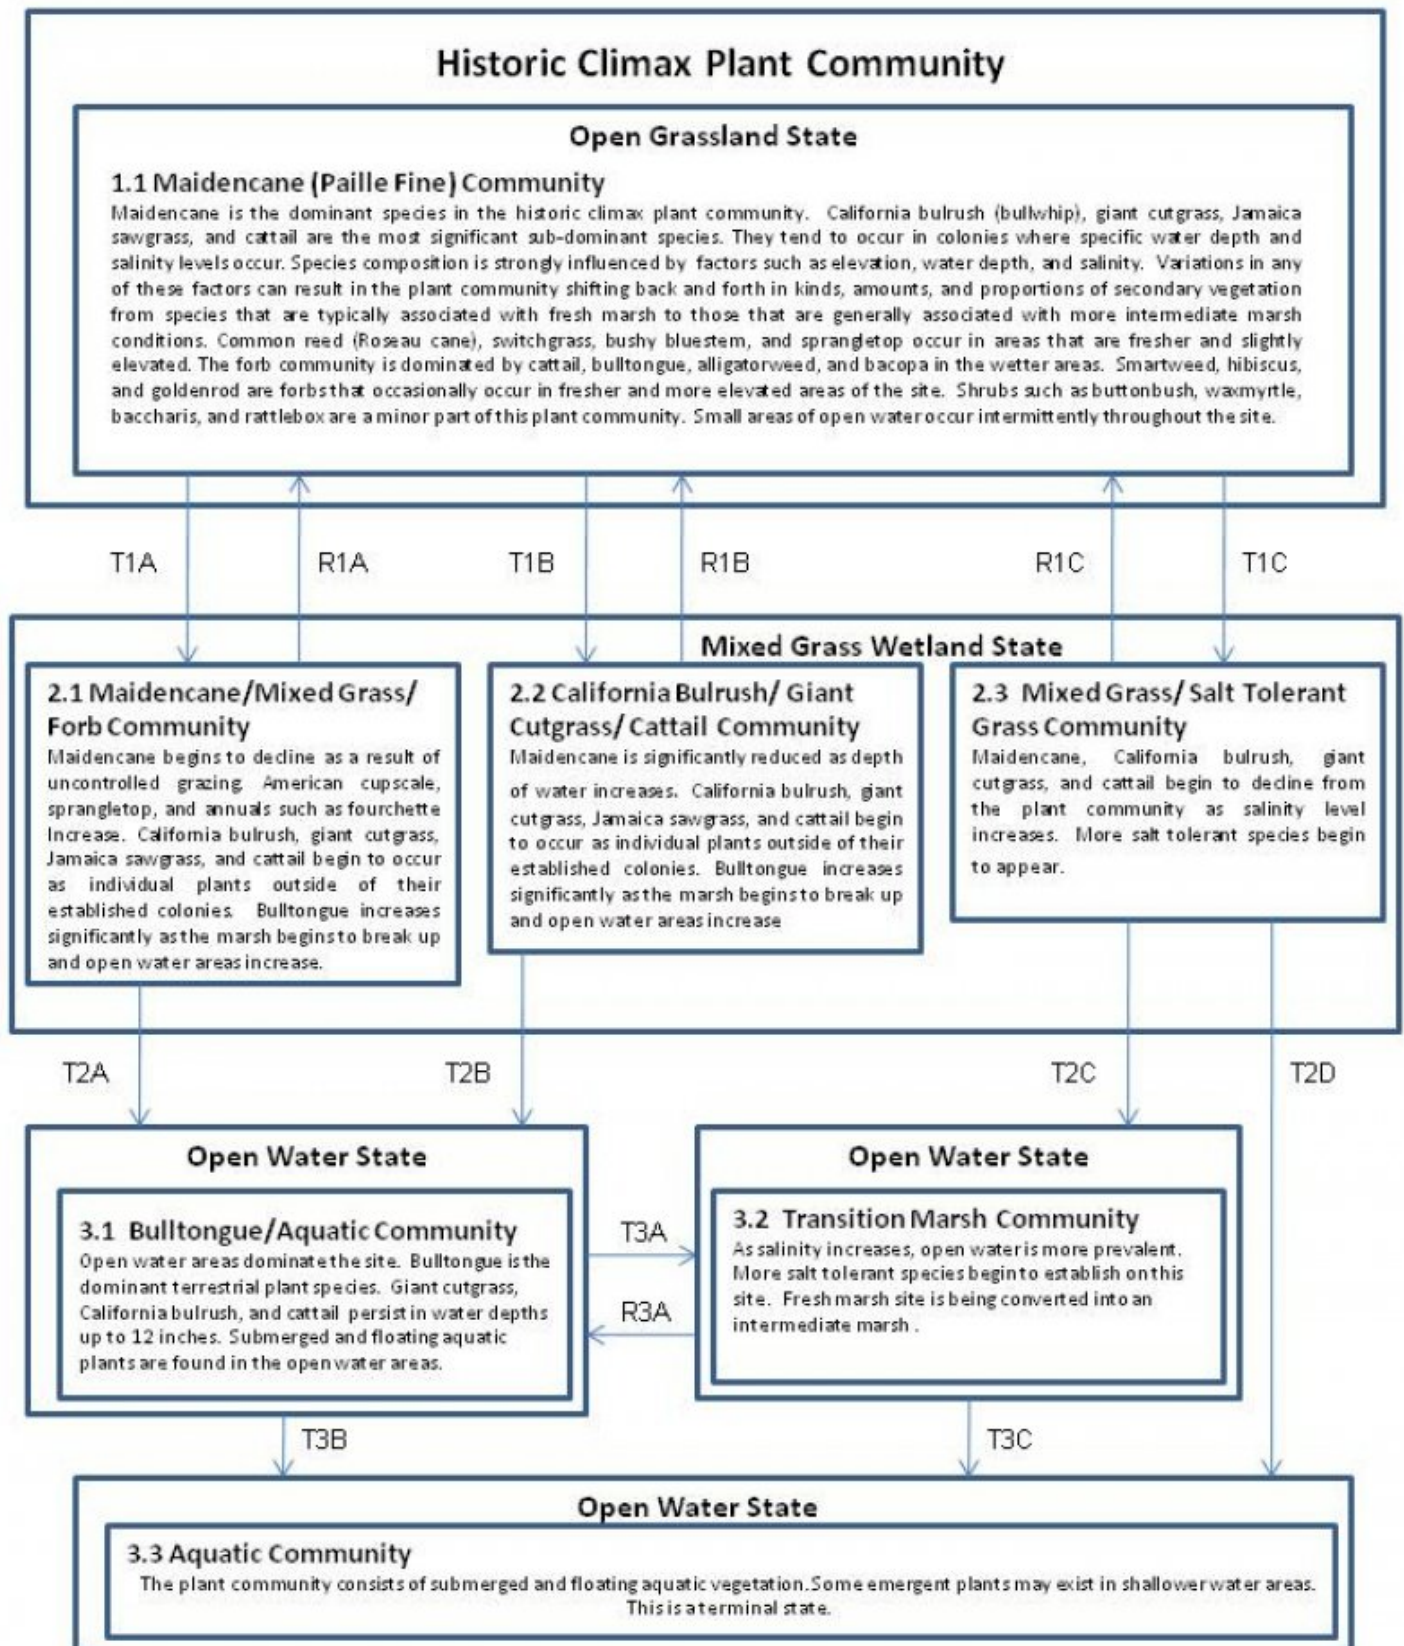 Historic Climax Plant Community
Open Grassland State
1.1 Maidencane (Paille Fine) Community
Maidencane is the dominant species in the historic climax plant community. California bulrush (bullwhip), giant cutgrass, Jamaica
sawgrass, and cattail are the most significant sub-dominant species. They tend to occur in colonies where specific water depth and
salinity levels occur. Species composition is strongly influenced by factors such as elevation, water depth, and salinity. Variations in any
of these factors can result in the plant community shifting back and forth in kinds, amounts, and proportions of secondary vegetation
from species that are typically associated with fresh marsh to those that are generally associated with more intermediate marsh
conditions. Common reed (Roseau cane), switchgrass, bushy bluestem, and sprangletop occur in areas that are fresher and slightly
elevated. The forb community is dominated by cattail, bulltongue, alligatorweed, and bacopa in the wetter areas. Smartweed, hibiscus,
and goldenrod are forbs that occasionally occur in fresher and more elevated areas of the site. Shrubs such as buttonbush, waxmyrtle,
baccharis, and rattlebox are a minor part of this plant community. Small areas of open water occur intermittently throughout the site.
T1A
R1A
T1B
R1B
R1C
T1C
Mixed Grass Wetland State
2.1 Maidencane/Mixed Grass/
Forb Community
Maidencane begins to decline as a result of
uncontrolled grazing. American cupscale,
sprangletop, and annuals such as fourchette
Increase. California bulrush, giant cutgrass,
Jamaica sawgrass, and cattail begin to occur
as individual plants outside of their
established colonies. Bulltongue increases
significantly as the marsh begins to break up
and open water areas increase.
2.2 California Bulrush/ Giant
Cutgrass/ Cattail Community
Maidencane is significantly reduced as depth
of water increases. California bulrush, giant
cutgrass, Jamaica sawgrass, and cattail begin
to occur as individual plants outside of their
established colonies. Bulltongue increases
significantly as the marsh begins to break up
and open water areas increase
2.3 Mixed Grass/ Salt Tolerant
Grass Community
Maidencane, California bulrush, giant
cutgrass, and cattail begin to decline from
the plant community as salinity level
increases. More salt tolerant species begin
to appear.
T2A
T2B
T2C
T2D
Open Water State
3.1 Bulltongue/Aquatic Community
Open water areas dominate the site. Bulltongue is the
dominant terrestrial plant species. Giant cutgrass,
California bulrush, and cattail persist in water depths
up to 12 inches. Submerged and floating aquatic
plants are found in the open water areas.
T3A
R3A
Open Water State
3.2 Transition Marsh Community
As salinity increases, open water is more prevalent.
More salt tolerant species begin to establish on this
site. Fresh marsh site is being converted into an
intermediate marsh .
T3B
T3C
Open Water State
3.3 Aquatic Community
The plant community consists of submerged and floating aquatic vegetation. Some emergent plants may exist in shallower water areas.
This is a terminal state.